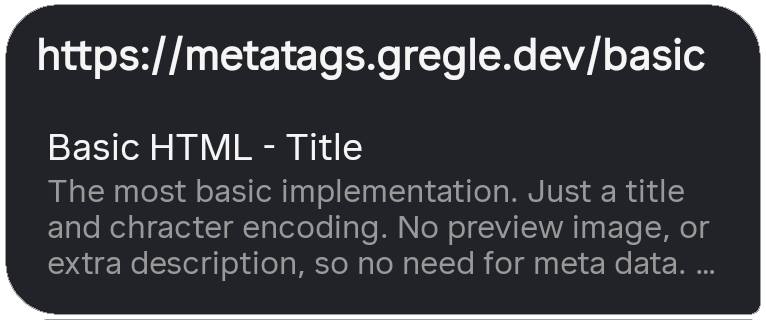 https://metatags.gregle.dev/basic
Basic HTML - Title
The most basic implementation. Just a title
and chracter encoding. No preview image, or
extra description, so no need for meta data. ...